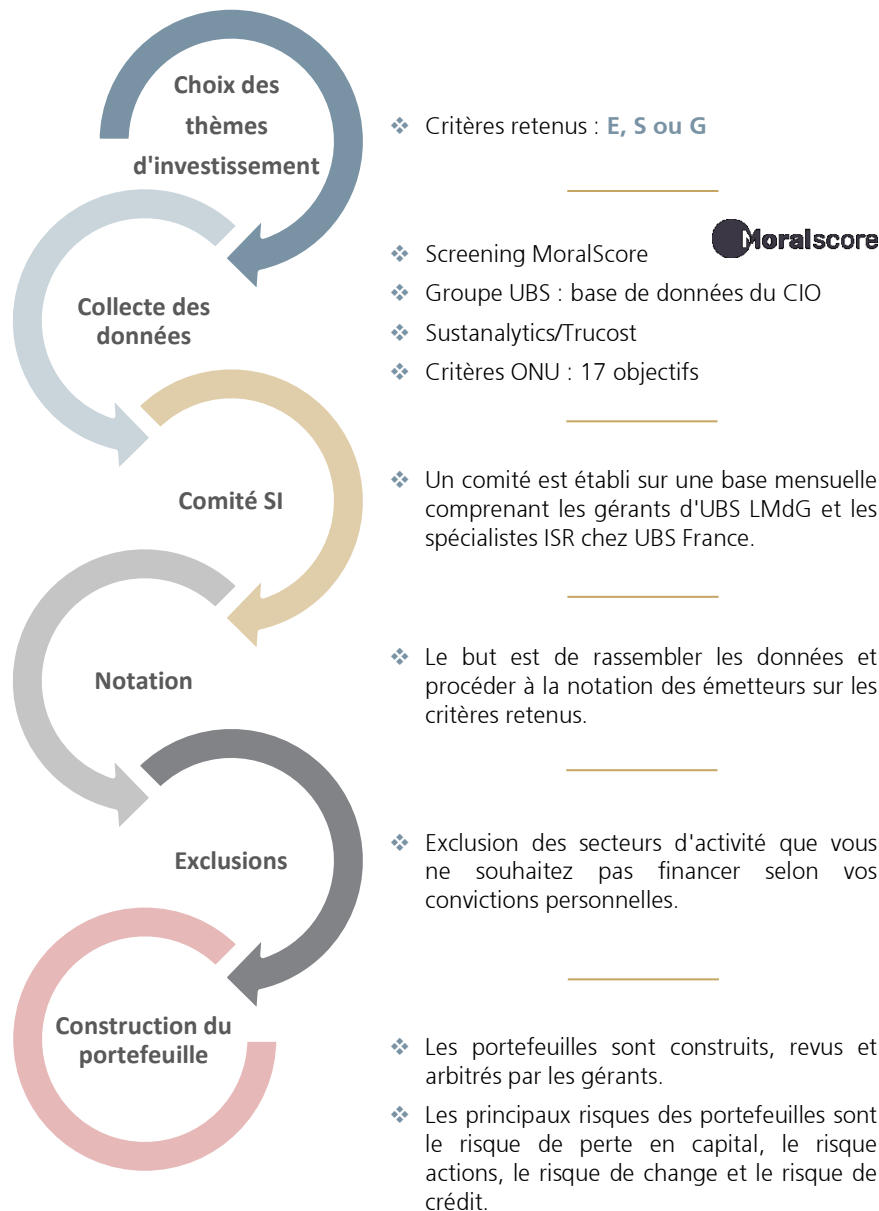 Choix des
thèmes
d'investissement
❖ Critères retenus : E, S ou G
Collecte des
données
Moralscore
❖ Screening MoralScore
❖ Groupe UBS : base de données du CIO
❖ Sustanalytics/Trucost
❖ Critères ONU : 17 objectifs
Comité SI
❖ Un comité est établi sur une base mensuelle
comprenant les gérants d'UBS LMdG et les
spécialistes ISR chez UBS France.
Notation
❖ Le but est de rassembler les données et
procéder à la notation des émetteurs sur les
critères retenus.
Exclusions
❖ Exclusion des secteurs d'activité que vous
ne souhaitez pas financer selon vos
convictions personnelles.
Construction du
portefeuille
❖ Les portefeuilles sont construits, revus et
arbitrés par les gérants.
❖ Les principaux risques des portefeuilles sont
le risque de perte en capital, le risque
actions, le risque de change et le risque de
crédit.